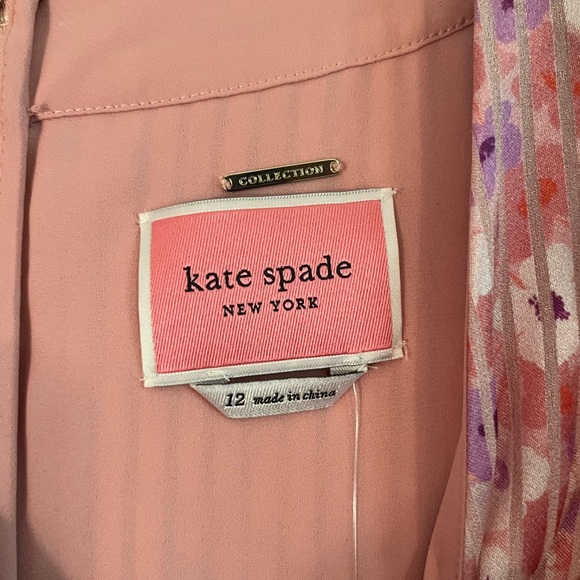 COLLECTION
kate spade
NEW YORK
12 made in china